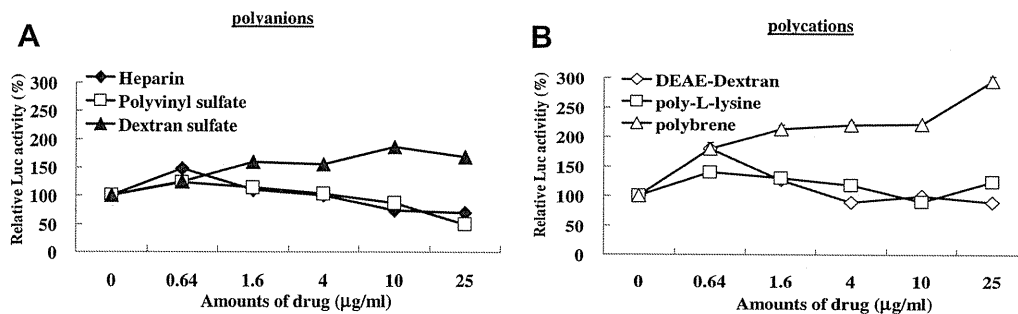 A
polyanions
Relative Luc activity (%)
300
250
200
150
100
50
0
Heparin
Polyvinyl sulfate
Dextran sulfate
0 0.64 1.6 4 10 25
Amounts of drug (μg/ml)
B
polycations
Relative Luc activitiy (%)
300
250
200
150
100
50
0
DEAE-Dextran
poly-L-lysine
polybrene
0 0.64 1.6 4 10 25
Amounts of drug (μg/ml)